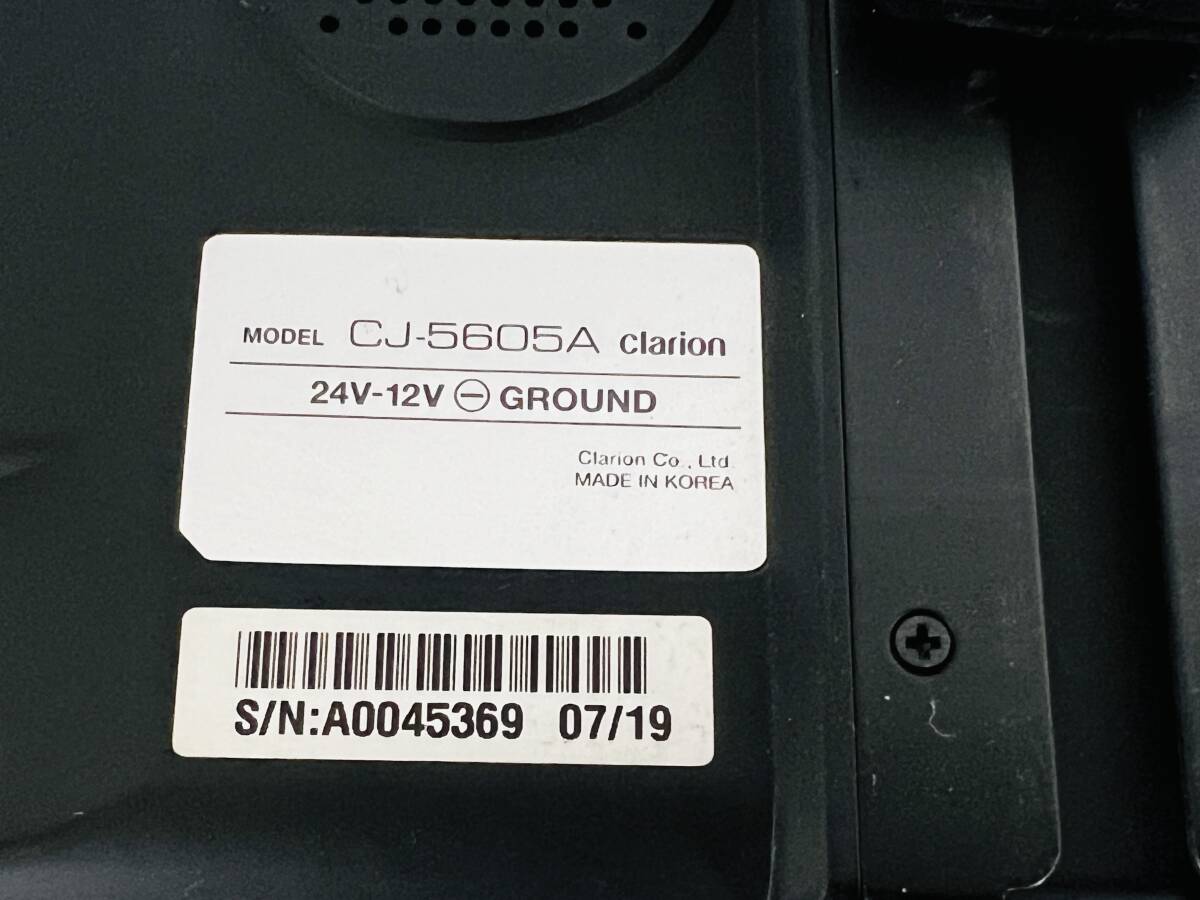 MODEL CJ-5605A clarion
24V-12V ⊖ GROUND
Clarion Co., Ltd.
MADE IN KOREA
S/N:A0045369 07/19